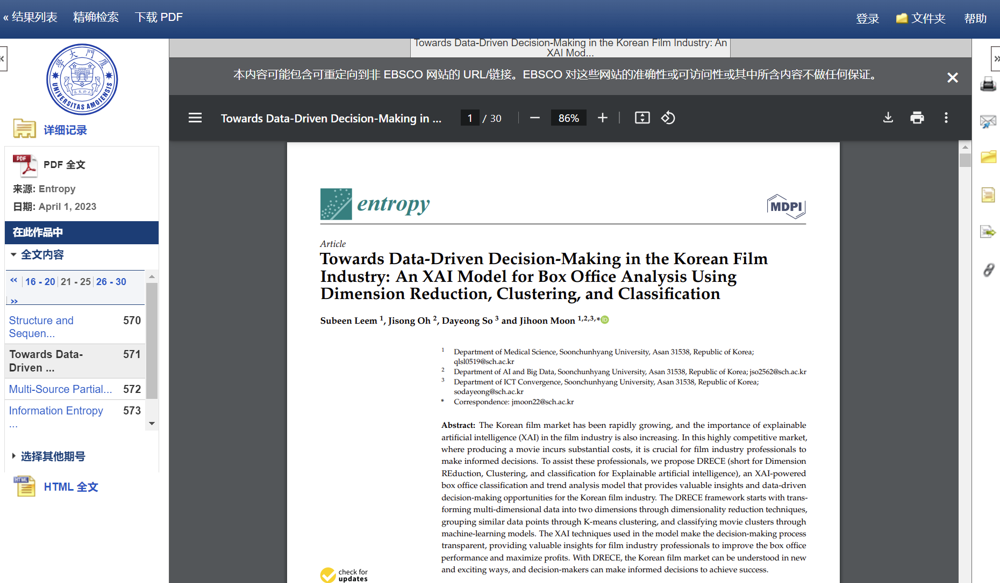 « 结果列表 精确检索 下载 PDF
登录 文件夹 帮助
學大門廈
UNIVERSITAS AMOIENSIS
详细记录
PDF
PDF 全文
来源: Entropy
日期: April 1, 2023
在此作品中
全文内容
« 16 - 20 21 - 25 26 - 30
»
Structure and 570
Sequen...
Towards Data- 571
Driven ...
Multi-Source Partial... 572
Information Entropy 573
...
选择其他期号
HTML
HTML 全文
«
Towards Data-Driven Decision-Making in the Korean Film Industry: An
XAI Mod...
本内容可能包含可重定向到非 EBSCO 网站的 URL/链接。EBSCO 对这些网站的准确性或可访问性或其中所含内容不做任何保证。
Towards Data-Driven Decision-Making in ... 1 / 30 86%
entropy
MDPI
Article
Towards Data-Driven Decision-Making in the Korean Film
Industry: An XAI Model for Box Office Analysis Using
Dimension Reduction, Clustering, and Classification
Subeen Leem 1, Jisong Oh 2, Dayeong So 3 and Jihoon Moon 1,2,3,* iD
1 Department of Medical Science, Soonchunhyang University, Asan 31538, Republic of Korea;
qlsl0519@sch.ac.kr
2 Department of AI and Big Data, Soonchunhyang University, Asan 31538, Republic of Korea; jso2562@sch.ac.kr
3 Department of ICT Convergence, Soonchunhyang University, Asan 31538, Republic of Korea;
sodayeong@sch.ac.kr
* Correspondence: jmoon22@sch.ac.kr
Abstract: The Korean film market has been rapidly growing, and the importance of explainable
artificial intelligence (XAI) in the film industry is also increasing. In this highly competitive market,
where producing a movie incurs substantial costs, it is crucial for film industry professionals to
make informed decisions. To assist these professionals, we propose DRECE (short for Dimension
REduction, Clustering, and classification for Explainable artificial intelligence), an XAI-powered
box office classification and trend analysis model that provides valuable insights and data-driven
decision-making opportunities for the Korean film industry. The DRECE framework starts with trans-
forming multi-dimensional data into two dimensions through dimensionality reduction techniques,
grouping similar data points through K-means clustering, and classifying movie clusters through
machine-learning models. The XAI techniques used in the model make the decision-making process
transparent, providing valuable insights for film industry professionals to improve the box office
performance and maximize profits. With DRECE, the Korean film market can be understood in new
and exciting ways, and decision-makers can make informed decisions to achieve success.
check for
updates
»